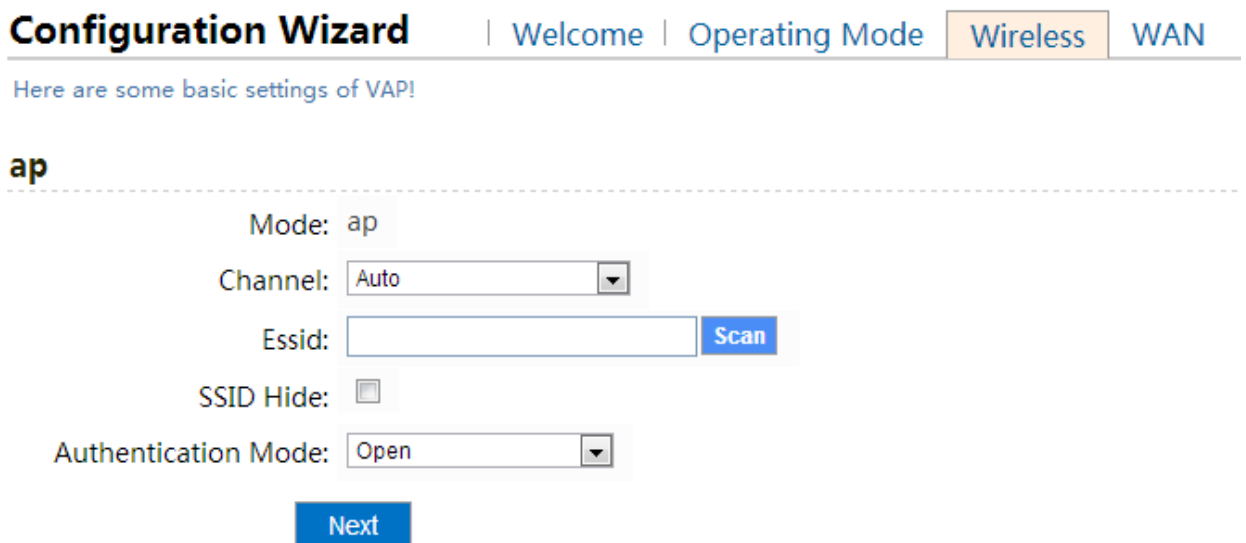 Configuration Wizard | Welcome | Operating Mode Wireless WAN
Here are some basic settings of VAP!
ap
Mode: ap
Channel: Auto
Essid: Scan
SSID Hide:
Authentication Mode: Open
Next